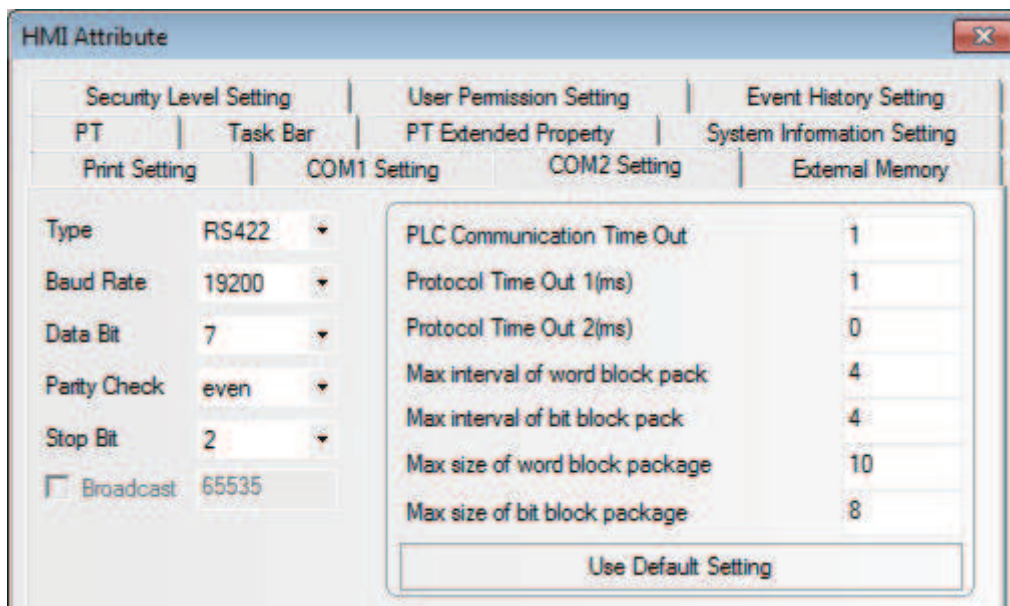 HMI Attribute
Security Level Setting User Permission Setting Event History Setting
PT Task Bar PT Extended Property System Information Setting
Print Setting COM1 Setting COM2 Setting External Memory
Type RS422
Baud Rate 19200
Data Bit 7
Parity Check even
Stop Bit 2
Broadcast 65535
PLC Communication Time Out 1
Protocol Time Out 1(ms) 1
Protocol Time Out 2(ms) 0
Max interval of word block pack 4
Max interval of bit block pack 4
Max size of word block package 10
Max size of bit block package 8
Use Default Setting